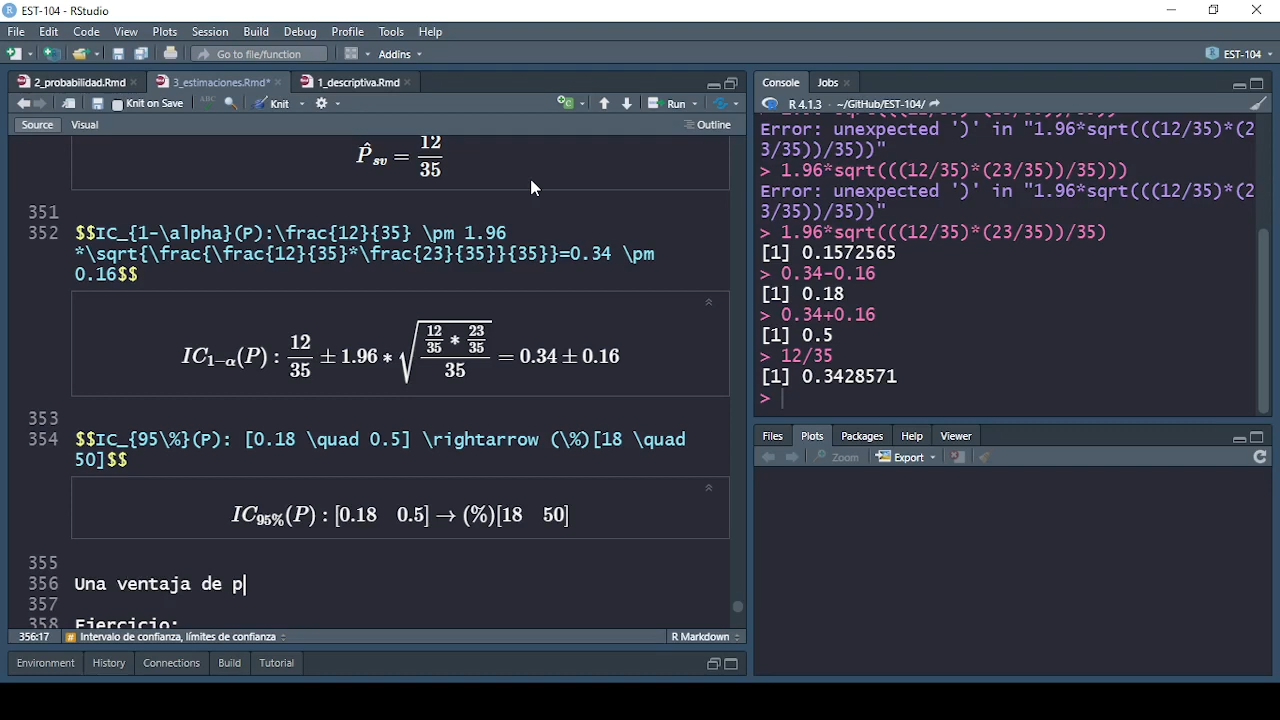 EST-104 - RStudio
File Edit Code View Plots Session Build Debug Profile Tools Help
Go to file/function Addins EST-104
2_probabilidad.Rmd 3_estimaciones.Rmd* 1_descriptiva.Rmd
Knit on Save ABC Knit Run
Source Visual Outline
P̂_sv = 12/35
351
352 $$IC_{1-\alpha}(P):\frac{12}{35} \pm 1.96
*\sqrt{\frac{\frac{12}{35}*\frac{23}{35}}{35}}=0.34 \pm
0.16$$
IC_{1−α}(P) : 12/35 ± 1.96 * √((12/35 * 23/35)/35) = 0.34 ± 0.16
353
354 $$IC_{95\%}(P): [0.18 \quad 0.5] \rightarrow (\%)[18 \quad
50]$$
IC_{95%}(P) : [0.18 0.5] → (%)[18 50]
355
356 Una ventaja de p
357
358 Ejercicio:
356:17 # Intervalo de confianza, límites de confianza R Markdown
Environment History Connections Build Tutorial
Console Jobs
R 4.1.3 · ~/GitHub/EST-104/
Error: unexpected ')' in "1.96*sqrt(((12/35)*(2
3/35))/35))"
> 1.96*sqrt(((12/35)*(23/35))/35)))
Error: unexpected ')' in "1.96*sqrt(((12/35)*(2
3/35))/35))"
> 1.96*sqrt(((12/35)*(23/35))/35)
[1] 0.1572565
> 0.34-0.16
[1] 0.18
> 0.34+0.16
[1] 0.5
> 12/35
[1] 0.3428571
>
Files Plots Packages Help Viewer
Zoom Export